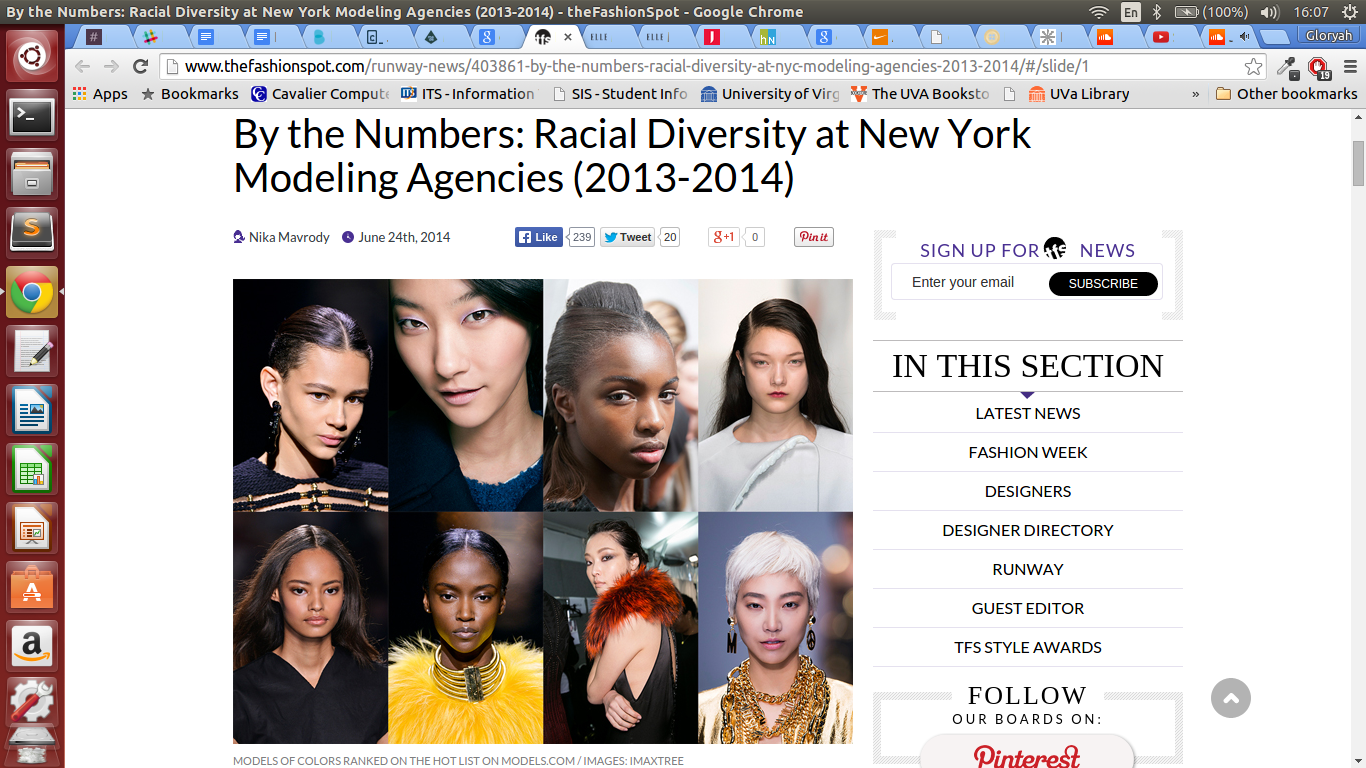 By the Numbers: Racial Diversity at New York Modeling Agencies (2013-2014) - theFashionSpot - Google Chrome
En
(100%)
16:07
tfs
ELLE
ELLE |
Gloryah
www.thefashionspot.com/runway-news/403861-by-the-numbers-racial-diversity-at-nyc-modeling-agencies-2013-2014/#/slide/1
19
Apps
Bookmarks
Cavalier Compute
ITS - Information
SIS - Student Info
University of Virg
The UVA Booksto
UVa Library
»
Other bookmarks
By the Numbers: Racial Diversity at New York
Modeling Agencies (2013-2014)
Nika Mavrody
June 24th, 2014
Like
239
Tweet
20
g+1
0
Pin it
SIGN UP FOR tfs NEWS
Enter your email
SUBSCRIBE
IN THIS SECTION
LATEST NEWS
FASHION WEEK
DESIGNERS
DESIGNER DIRECTORY
RUNWAY
GUEST EDITOR
TFS STYLE AWARDS
FOLLOW
OUR BOARDS ON:
Pinterest
MODELS OF COLORS RANKED ON THE HOT LIST ON MODELS.COM / IMAGES: IMAXTREE